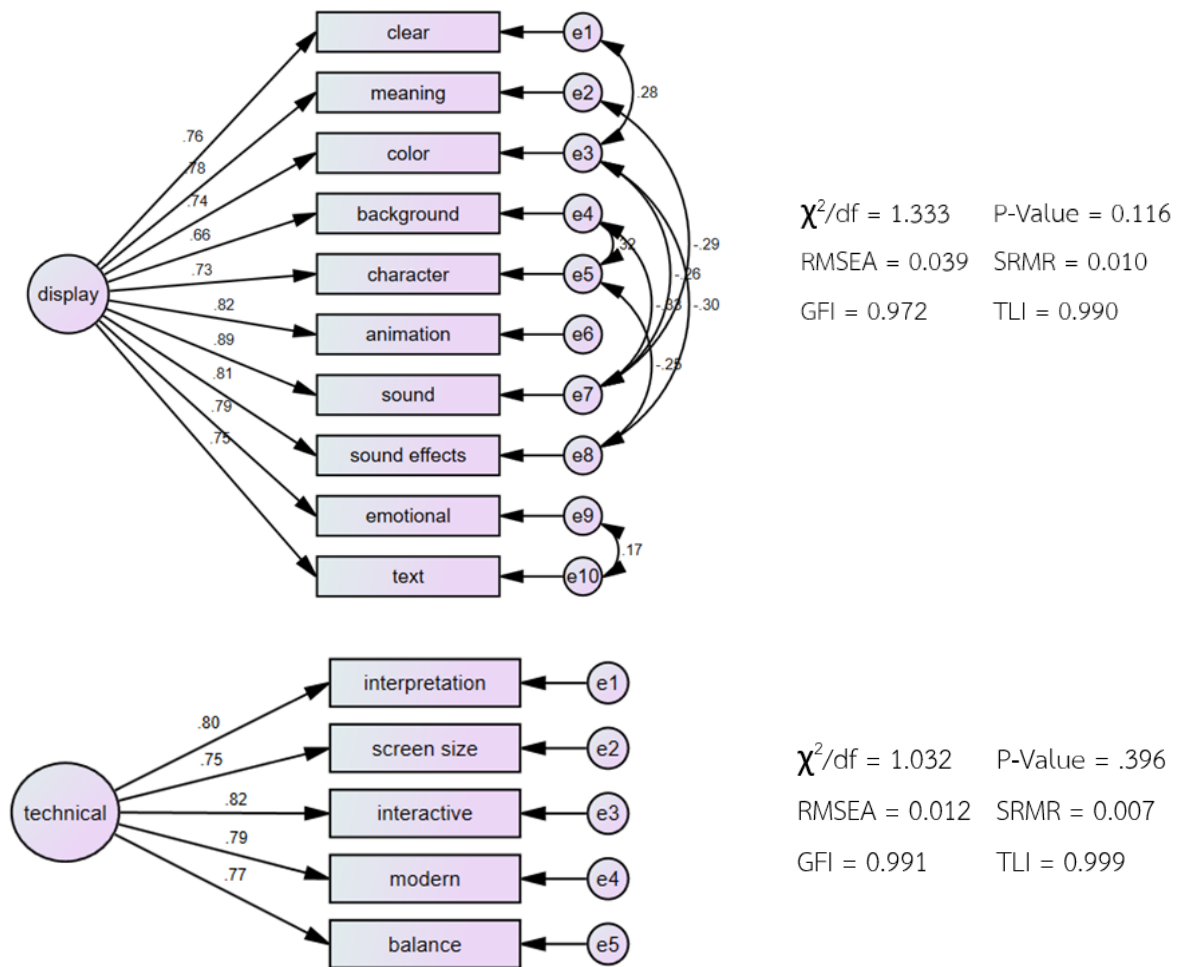 clear
e1
.28
meaning
e2
.76
color
e3
.78
.74
background
e4
.66
.32
-.29
character
e5
.73
-.26
display
-.33
-.30
.82
animation
e6
.89
-.25
.81
sound
e7
.79
.75
sound effects
e8
emotional
e9
.17
text
e10
χ²/df = 1.333 P-Value = 0.116
RMSEA = 0.039 SRMR = 0.010
GFI = 0.972 TLI = 0.990
interpretation
e1
.80
screen size
e2
.75
technical
.82
interactive
e3
.79
modern
e4
.77
balance
e5
χ²/df = 1.032 P-Value = .396
RMSEA = 0.012 SRMR = 0.007
GFI = 0.991 TLI = 0.999